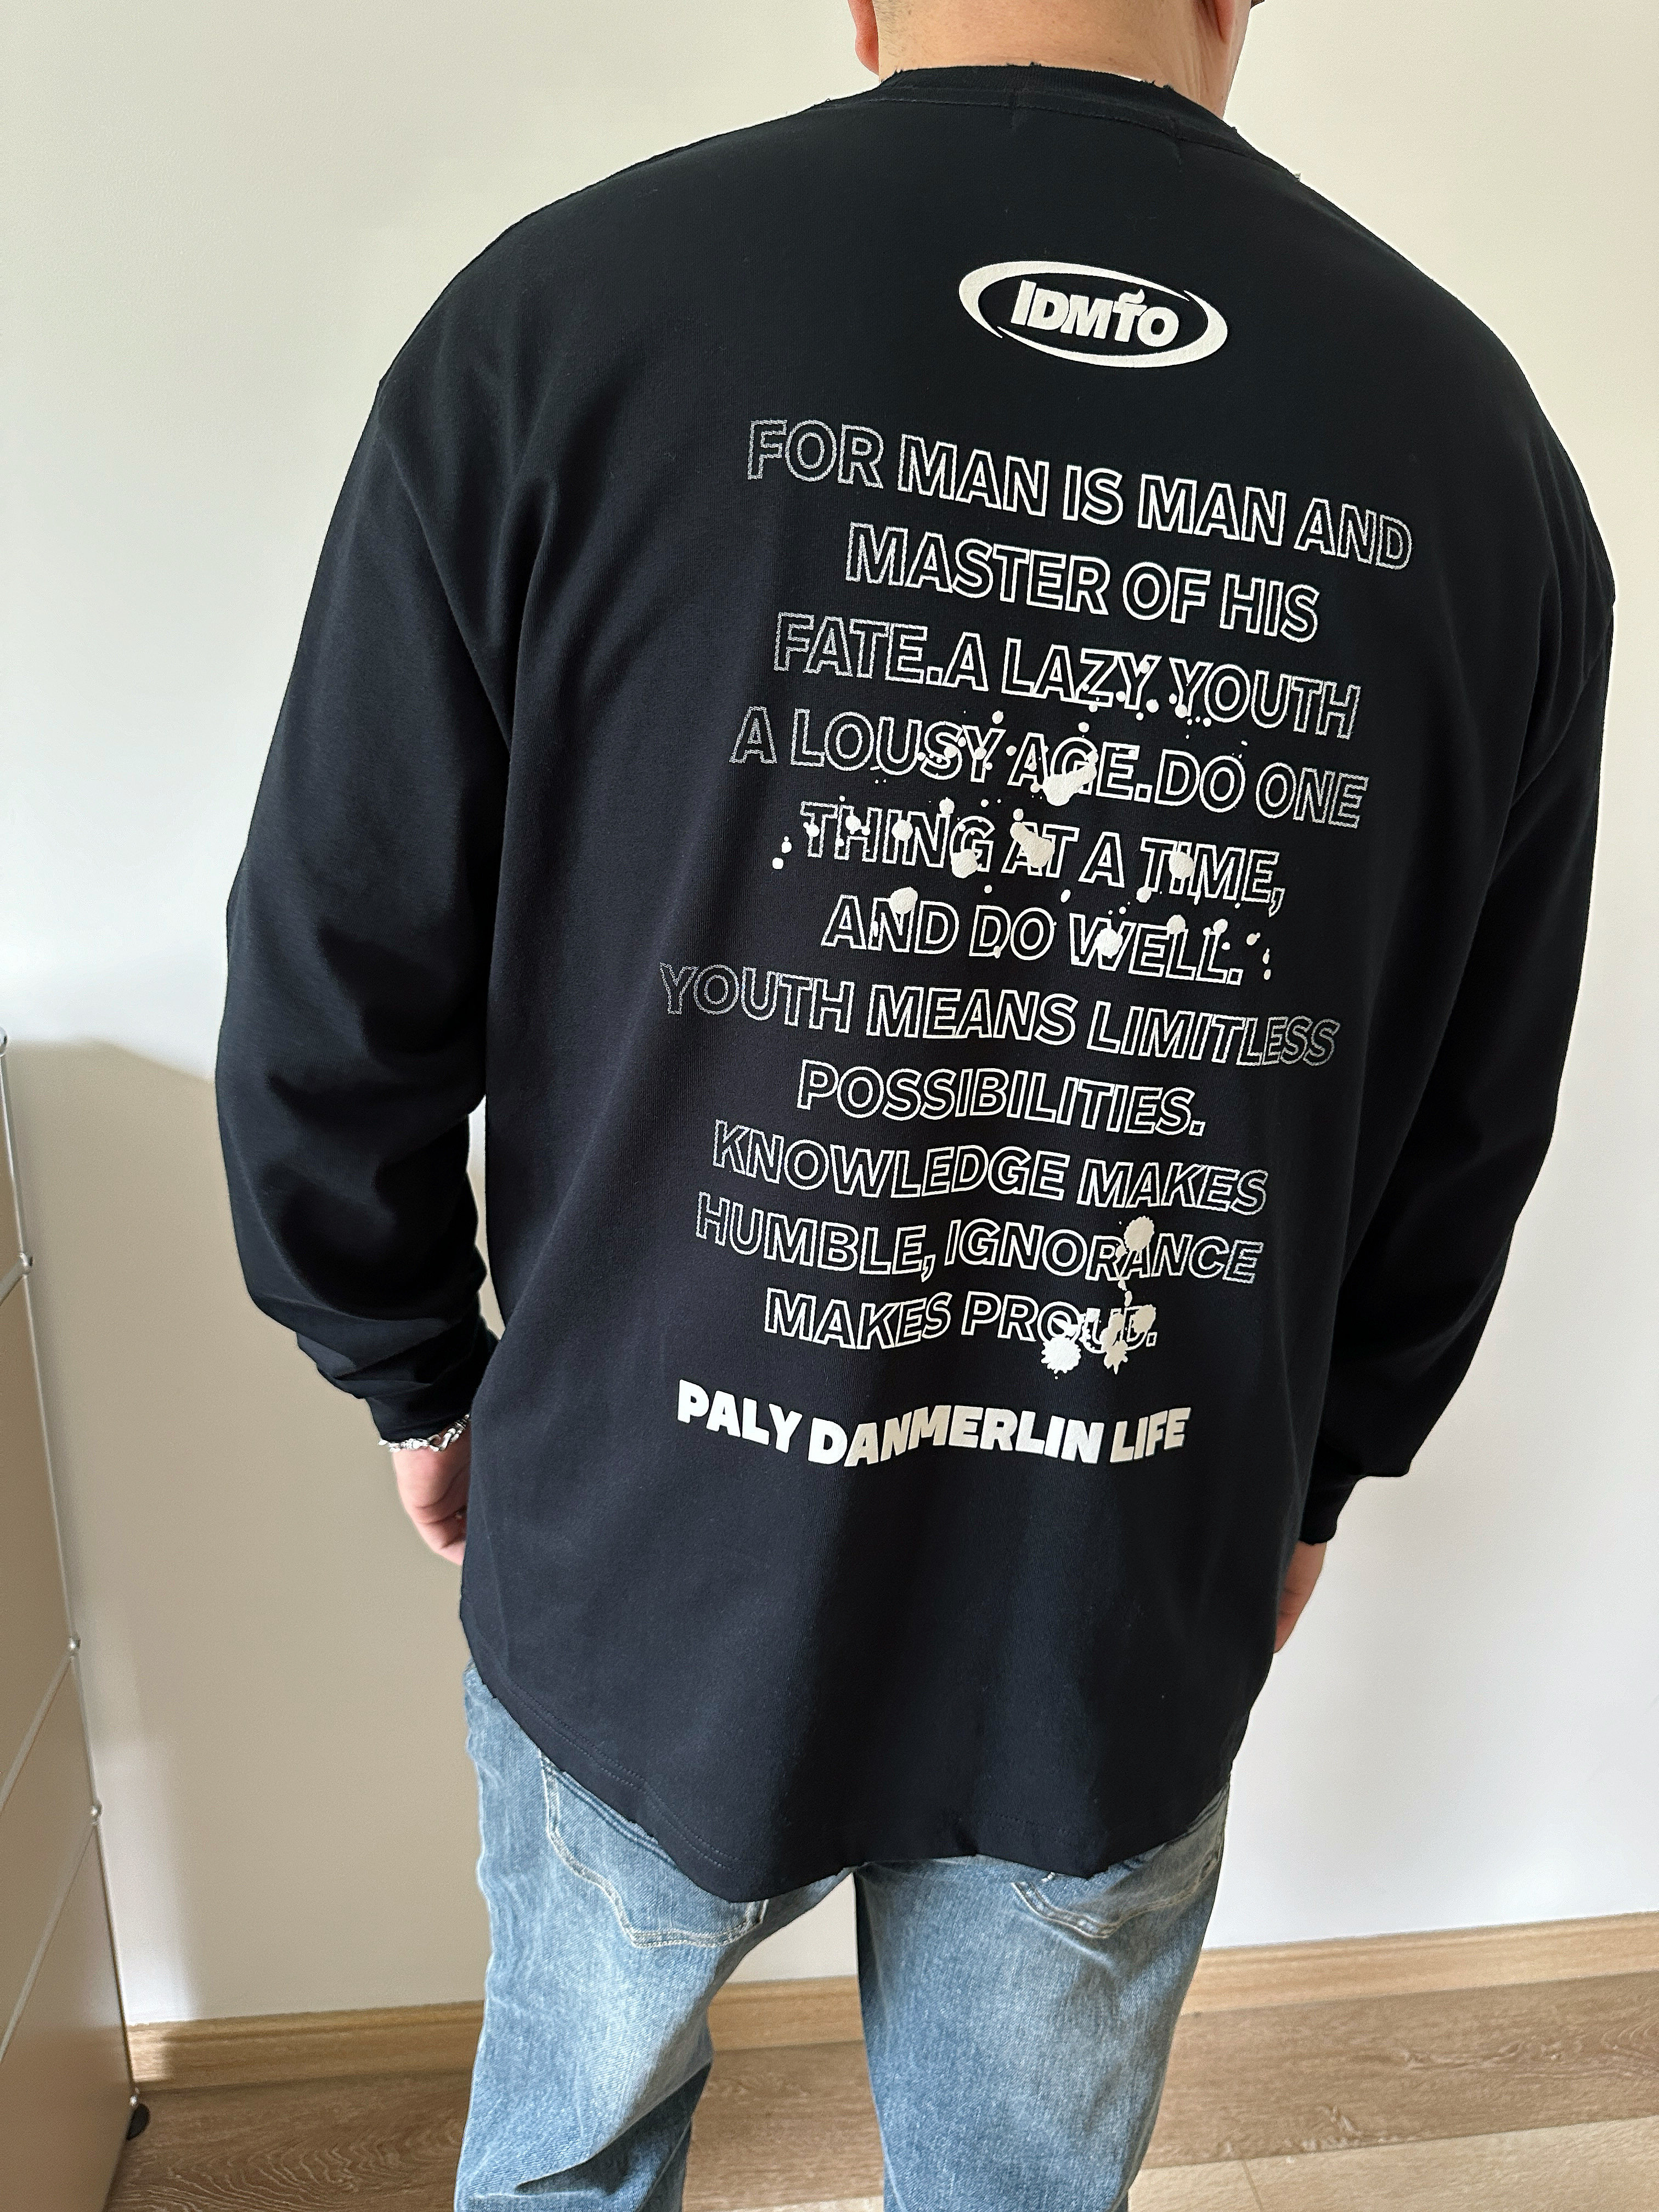 IDMTO
FOR MAN IS MAN AND
MASTER OF HIS
FATE.A LAZY YOUTH
A LOUSY AGE.DO ONE
THING AT A TIME,
AND DO WELL.
YOUTH MEANS LIMITLESS
POSSIBILITIES.
KNOWLEDGE MAKES
HUMBLE, IGNORANCE
MAKES PROUD.
PALY DANMERLIN LIFE